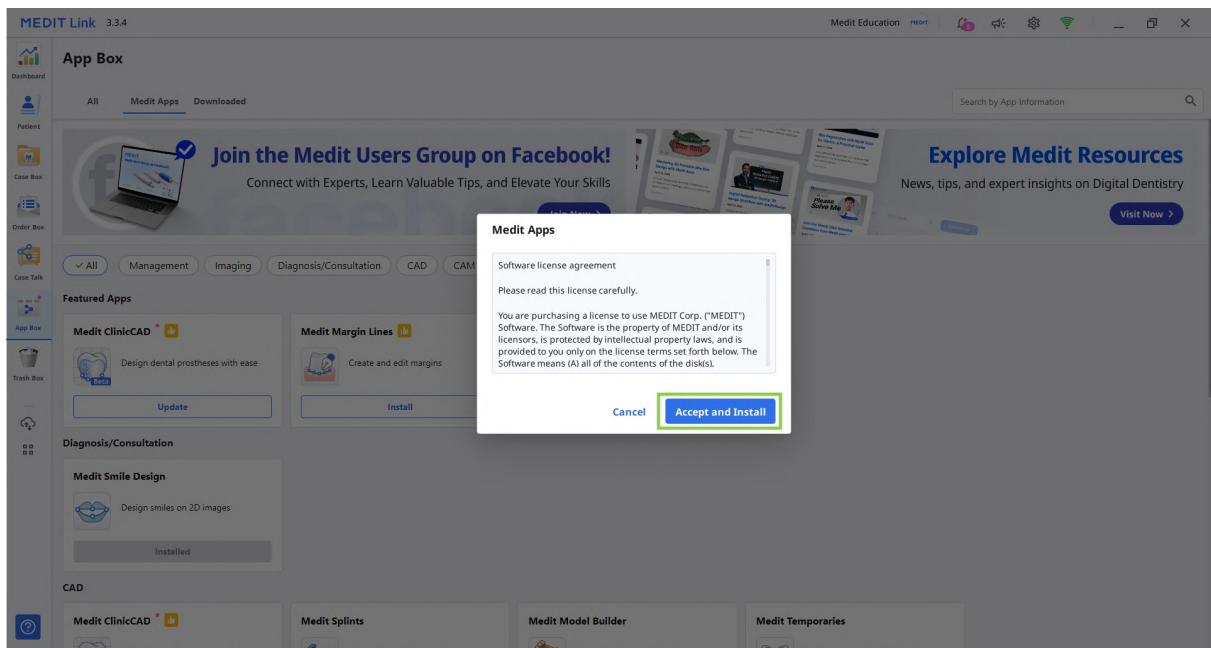 MEDIT Link 3.3.4
Medit Education MEDIT
App Box
All Medit Apps Downloaded
Search by App Information
Dashboard
Patient
Case Box
Order Box
Case Talk
App Box
Trash Box
Join the Medit Users Group on Facebook!
Connect with Experts, Learn Valuable Tips, and Elevate Your Skills
Join Now >
Explore Medit Resources
News, tips, and expert insights on Digital Dentistry
Visit Now >
Please
Solve Me
All Management Imaging Diagnosis/Consultation CAD CAM
Featured Apps
Medit ClinicCAD
Design dental prostheses with ease
Beta
Update
Medit Margin Lines
Create and edit margins
Install
Medit Apps
Software license agreement
Please read this license carefully.
You are purchasing a license to use MEDIT Corp. ("MEDIT")
Software. The Software is the property of MEDIT and/or its
licensors, is protected by intellectual property laws, and is
provided to you only on the license terms set forth below. The
Software means (A) all of the contents of the disk(s),
Cancel Accept and Install
Diagnosis/Consultation
Medit Smile Design
Design smiles on 2D images
Installed
CAD
Medit ClinicCAD
Medit Splints
Medit Model Builder
Medit Temporaries